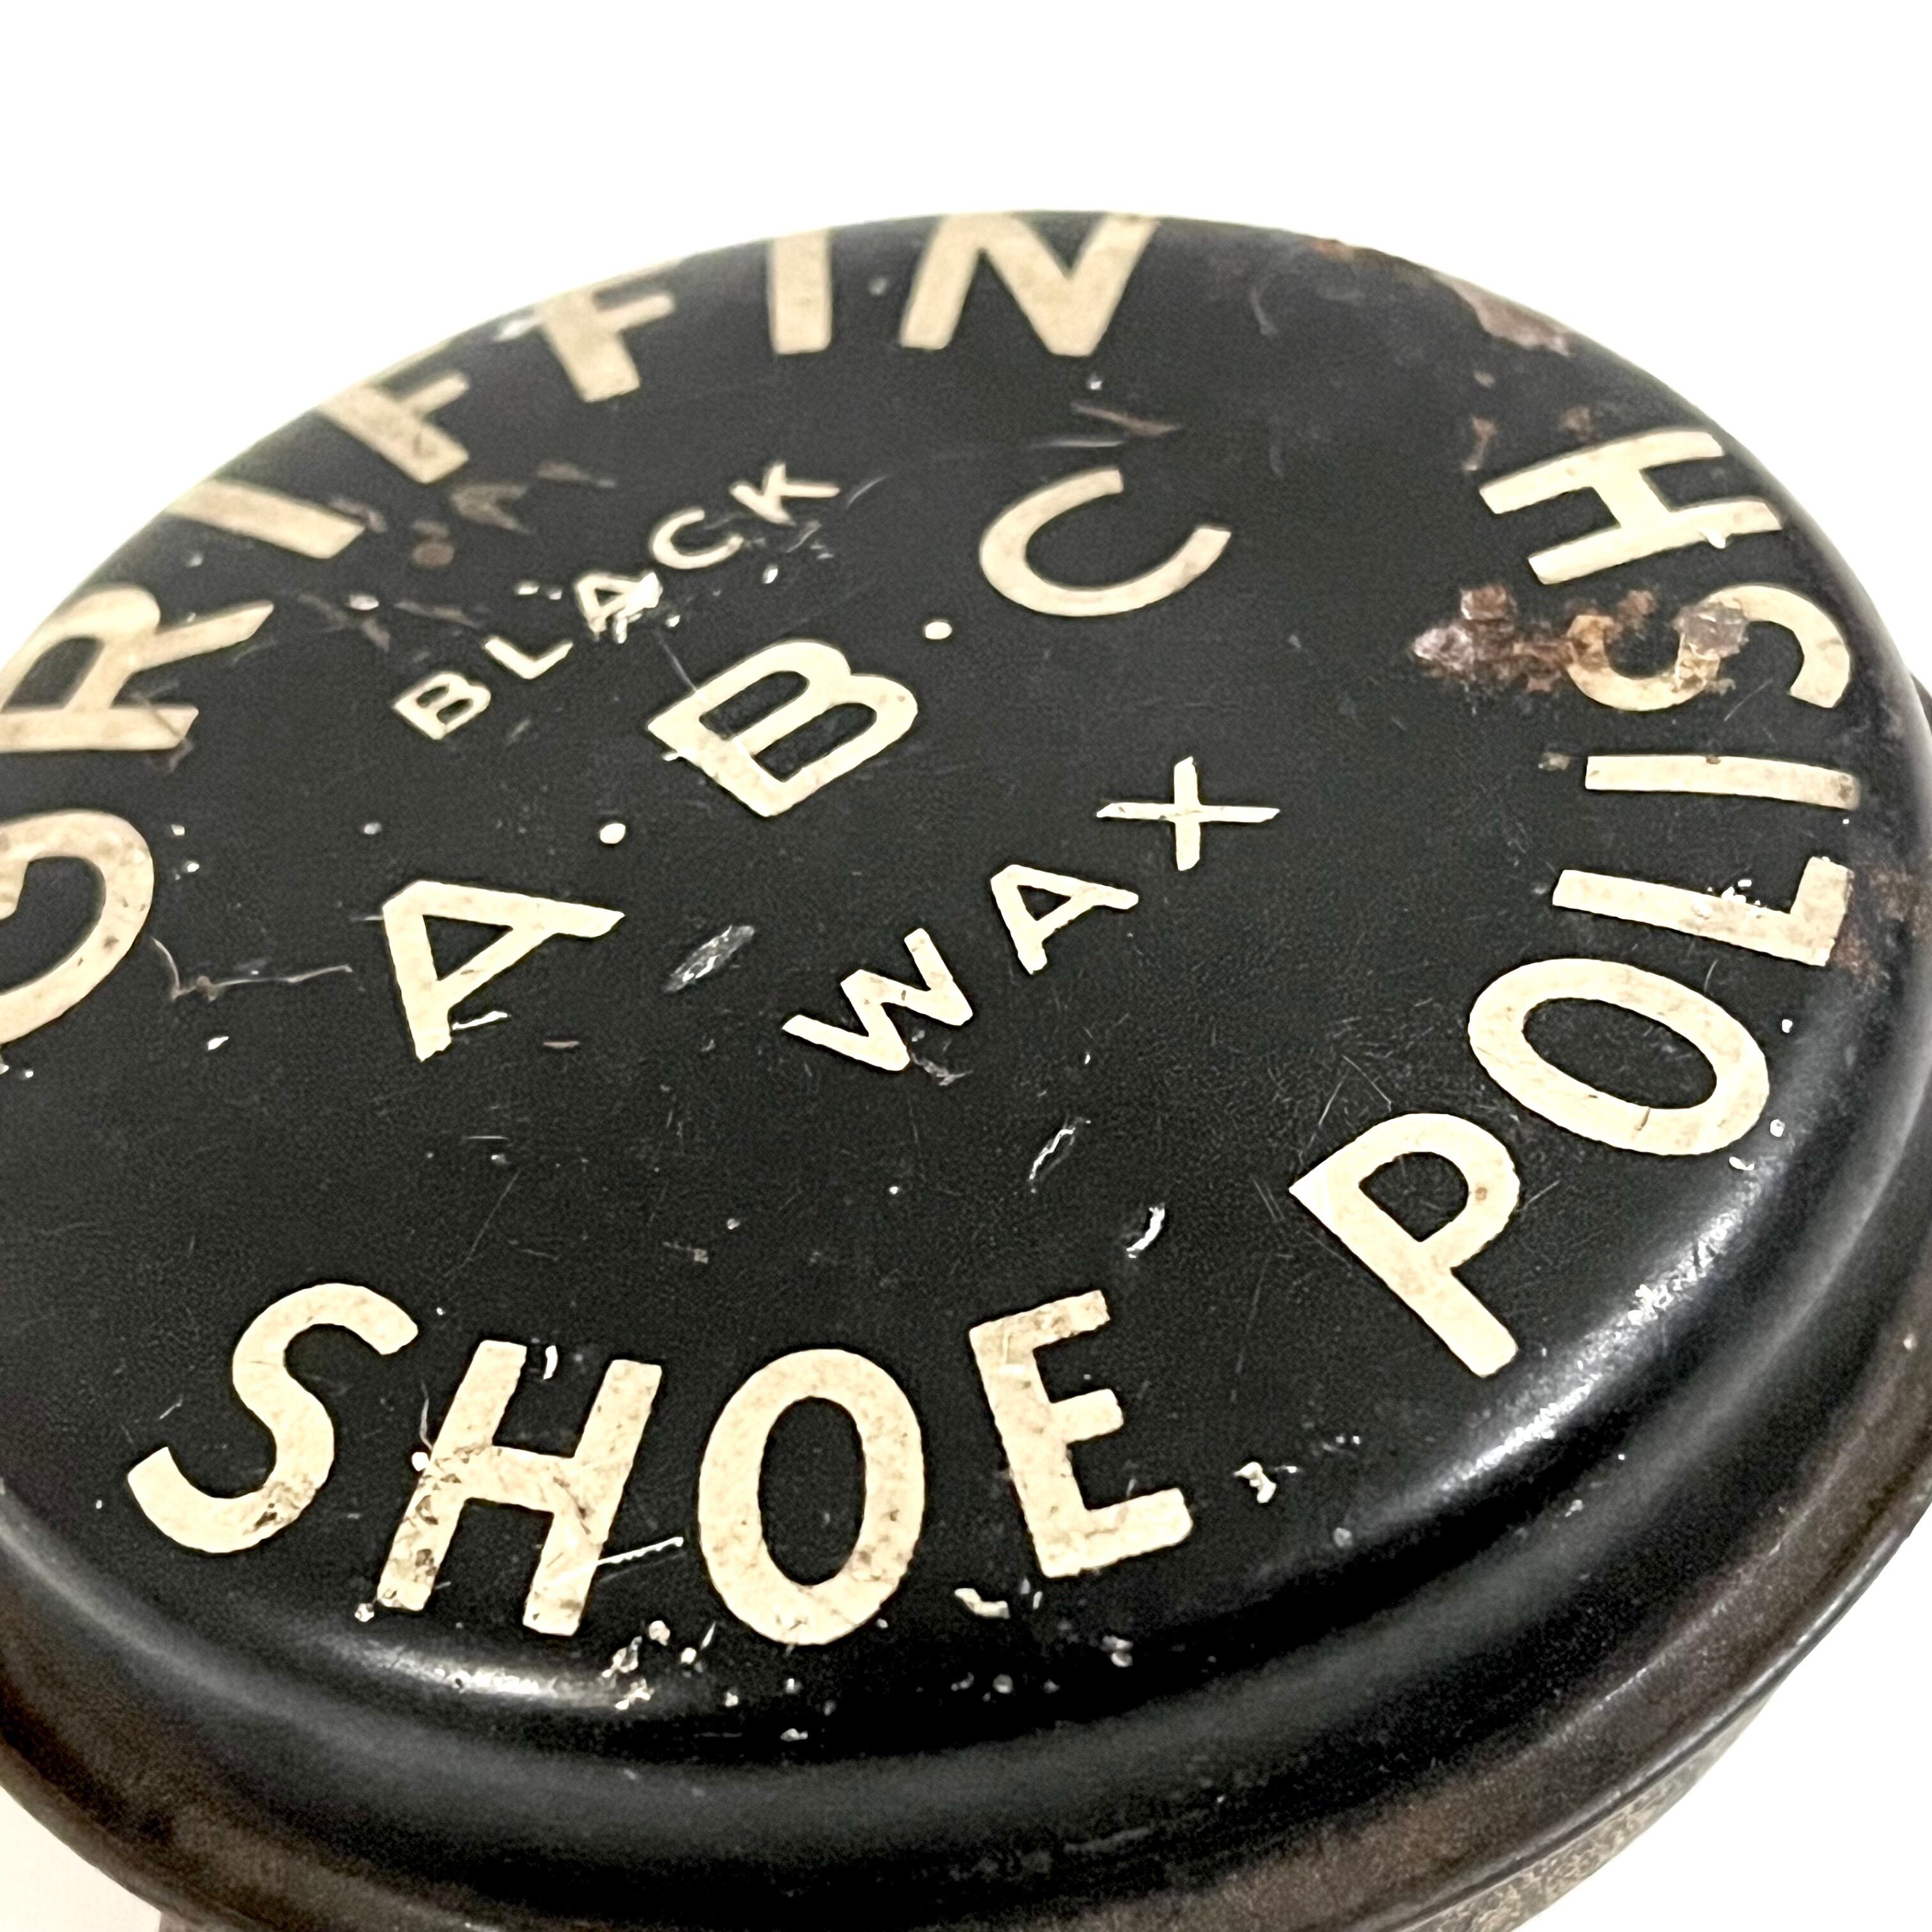 GRIFFIN
BLACK
A·B·C
WAX
SHOE POLISH